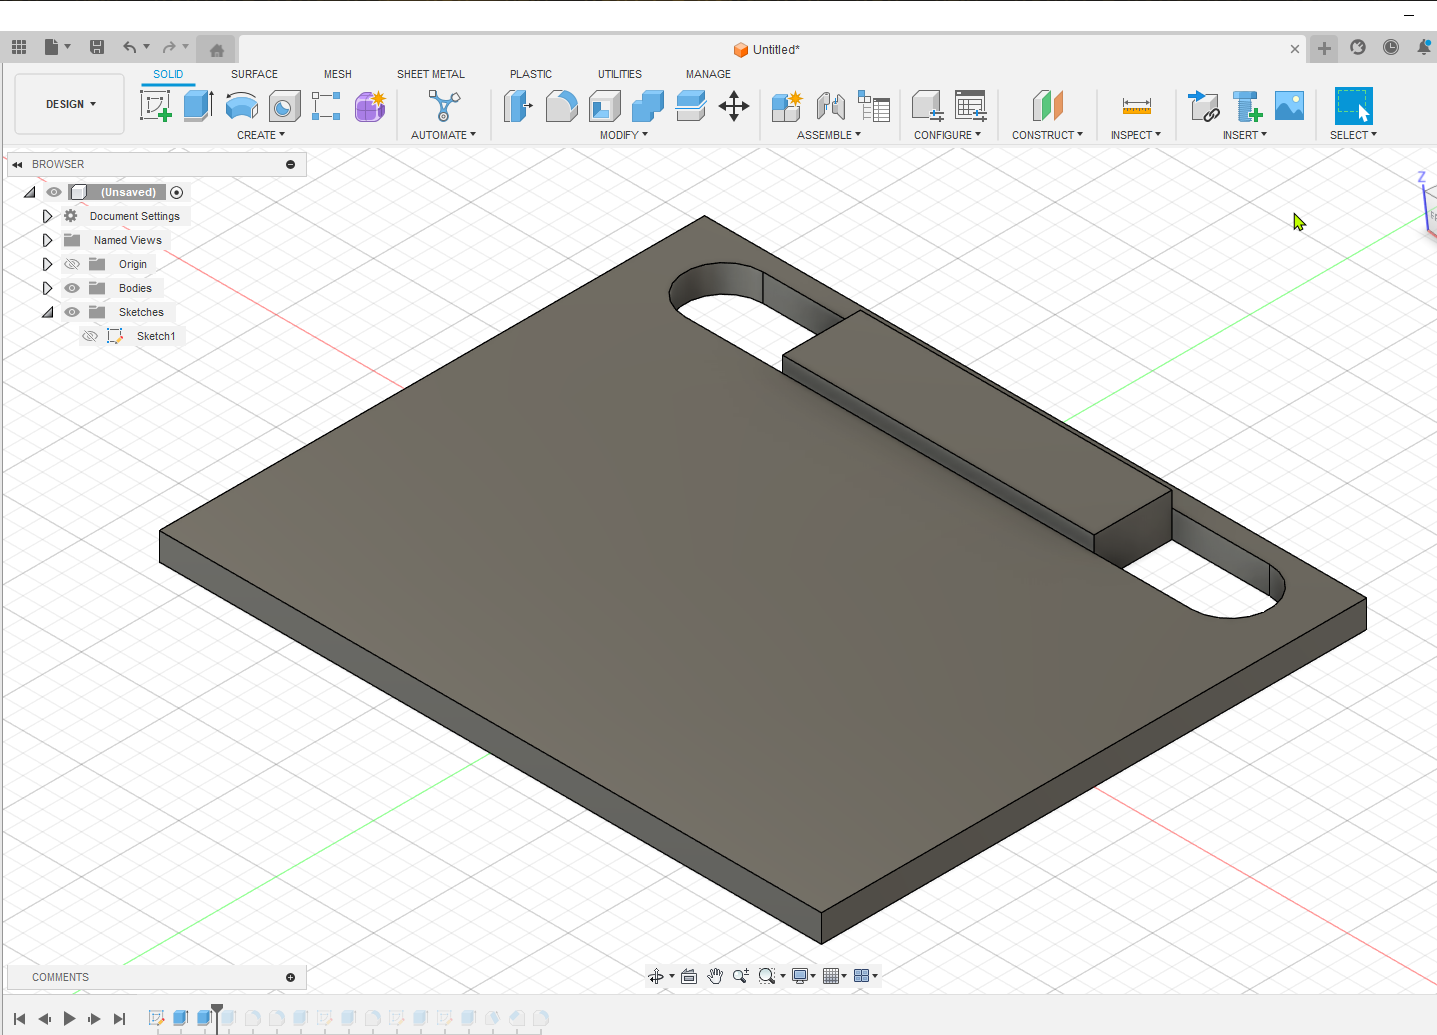 Untitled*
DESIGN
SOLID
SURFACE
MESH
SHEET METAL
PLASTIC
UTILITIES
MANAGE
CREATE
AUTOMATE
MODIFY
ASSEMBLE
CONFIGURE
CONSTRUCT
INSPECT
INSERT
SELECT
BROWSER
(Unsaved)
Document Settings
Named Views
Origin
Bodies
Sketches
Sketch1
Z
COMMENTS